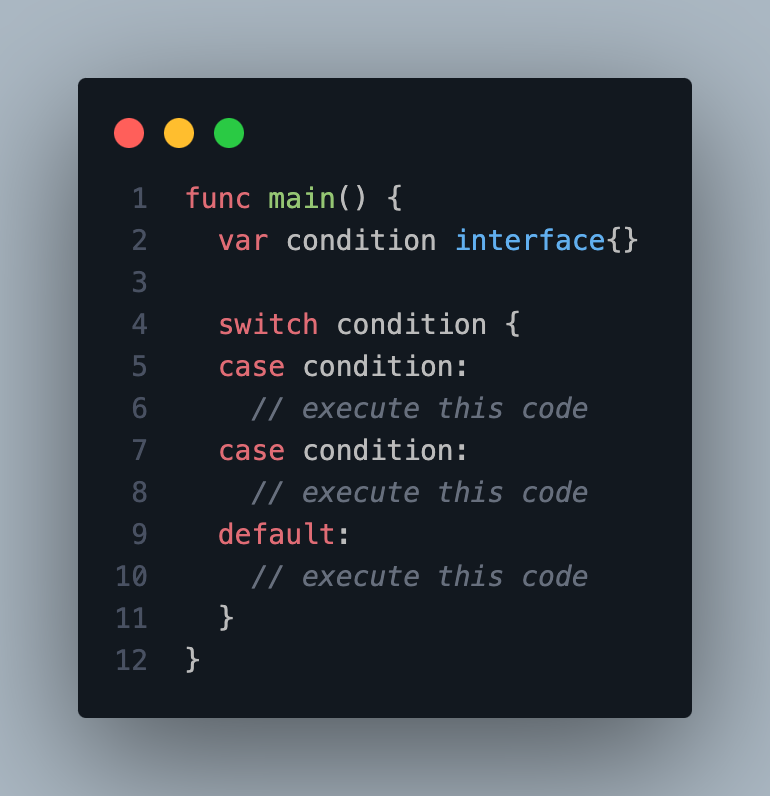 1 func main() {
2   var condition interface{}
3
4   switch condition {
5   case condition:
6     // execute this code
7   case condition:
8     // execute this code
9   default:
10     // execute this code
11   }
12 }